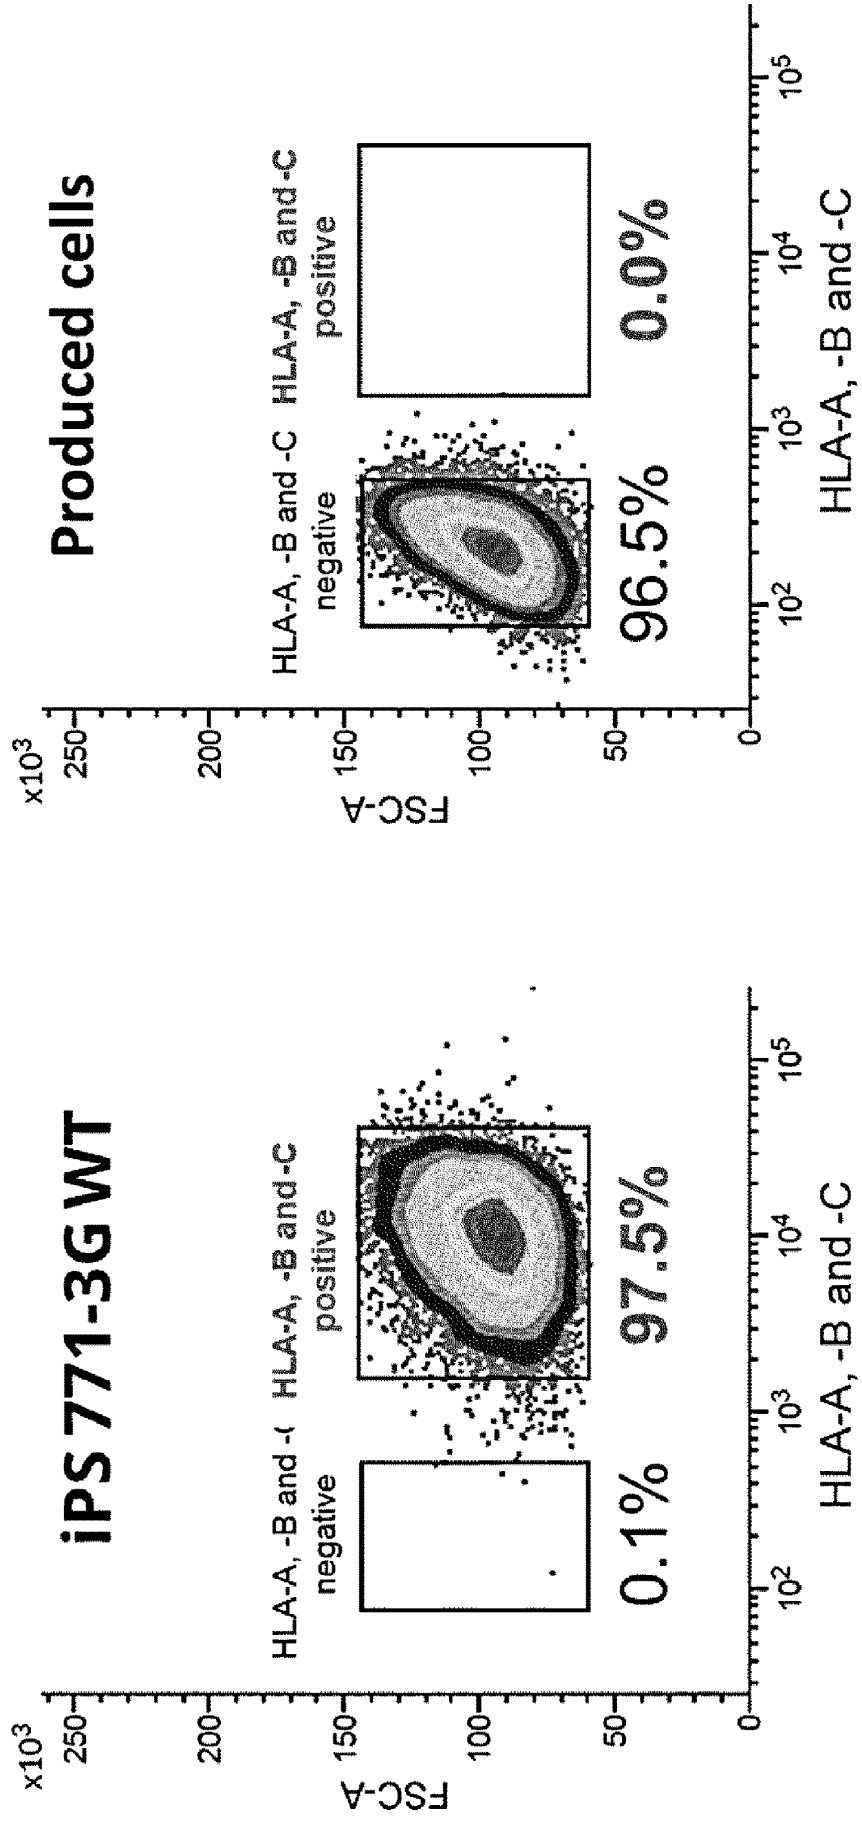 iPS 771-3G WT
x10³
250
200
150
100
50
0
FSC-A
HLA-A, -B and -(
negative
HLA-A, -B and -C
positive
0.1%
97.5%
10²
10³
10⁴
10⁵
HLA-A, -B and -C
Produced cells
x10³
250
200
150
100
50
0
FSC-A
HLA-A, -B and -C
negative
HLA-A, -B and -C
positive
96.5%
0.0%
10²
10³
10⁴
10⁵
HLA-A, -B and -C